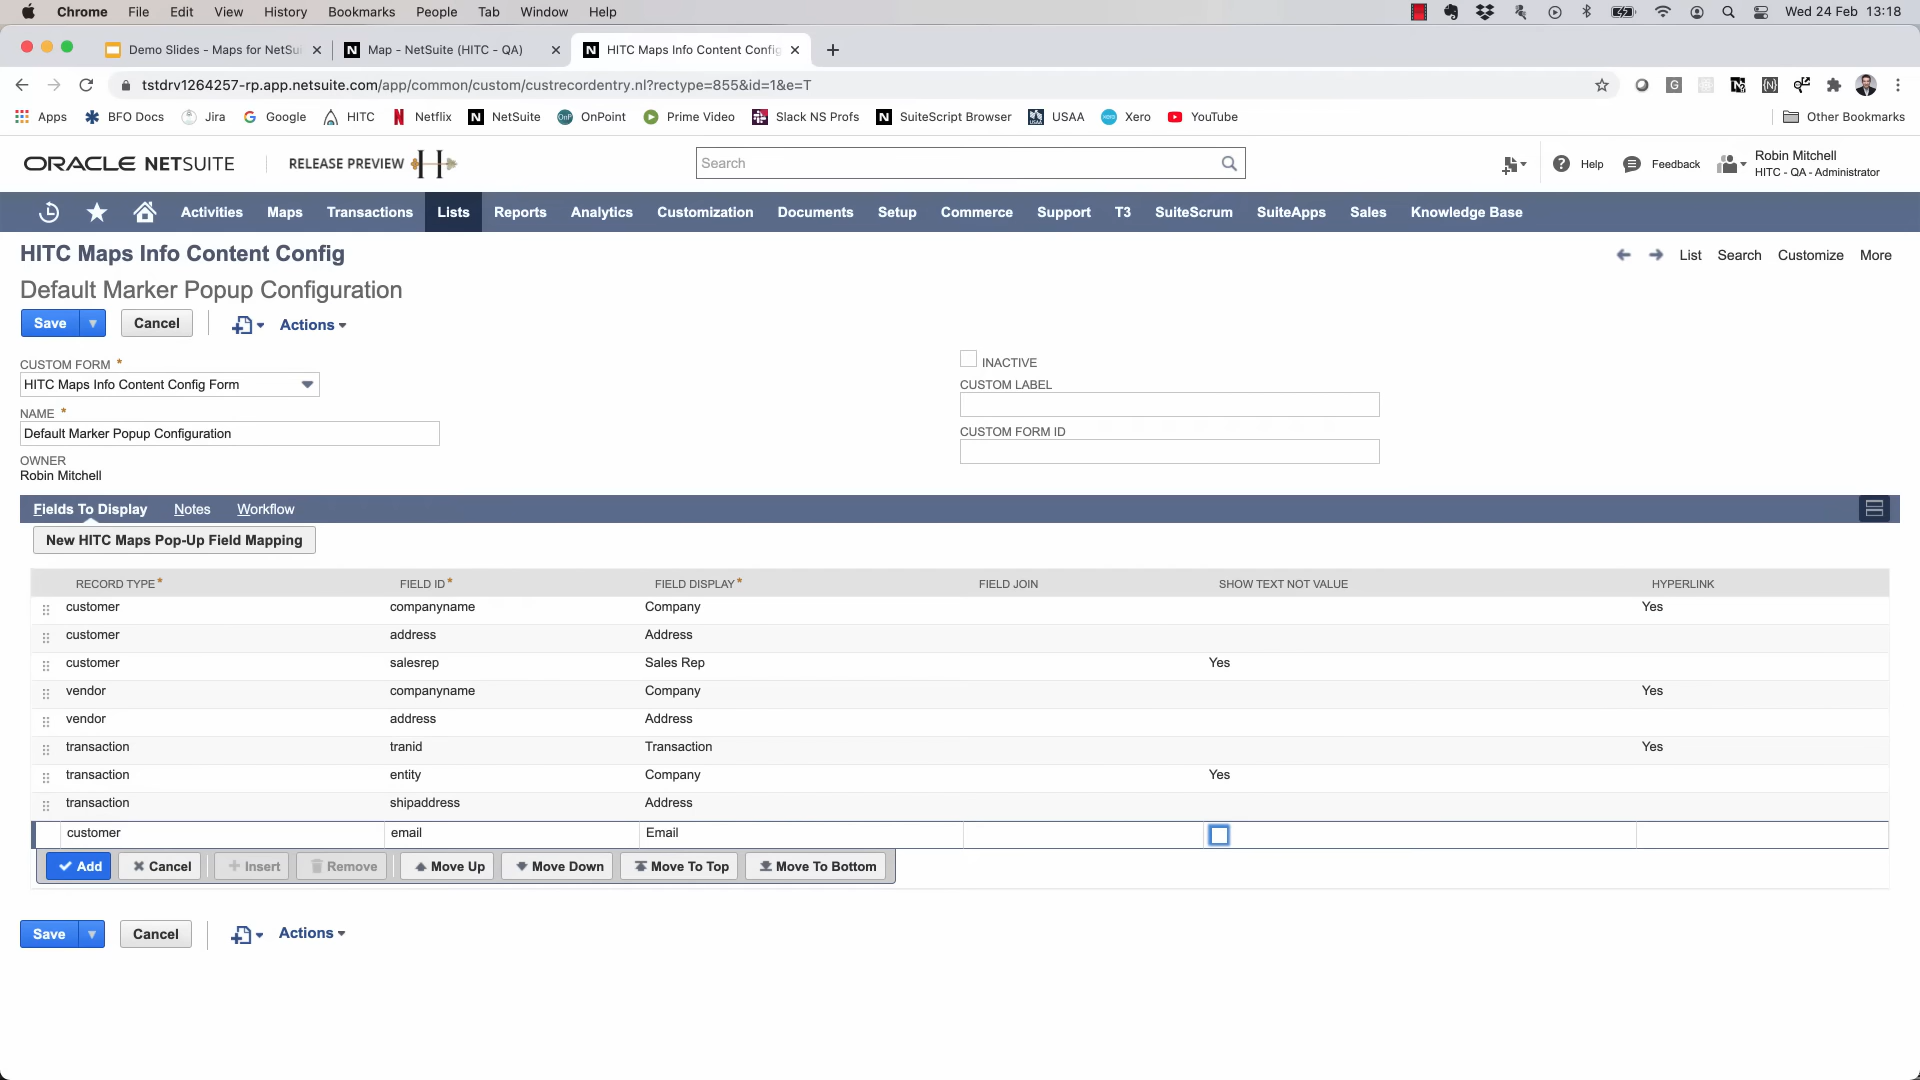 Chrome File Edit View History Bookmarks People Tab Window Help Wed 24 Feb 13:18
Demo Slides - Maps for NetSui Map - NetSuite (HITC - QA) HITC Maps Info Content Config
tstdrv1264257-rp.app.netsuite.com/app/common/custom/custrecordentry.nl?rectype=855&id=1&e=T
Apps BFO Docs Jira Google HITC Netflix NetSuite OnPoint Prime Video Slack NS Profs SuiteScript Browser USAA Xero YouTube Other Bookmarks
ORACLE NETSUITE RELEASE PREVIEW H Search Help Feedback Robin Mitchell
HITC - QA - Administrator
Activities Maps Transactions Lists Reports Analytics Customization Documents Setup Commerce Support T3 SuiteScrum SuiteApps Sales Knowledge Base
HITC Maps Info Content Config List Search Customize More
Default Marker Popup Configuration
Save Cancel Actions
CUSTOM FORM * INACTIVE
HITC Maps Info Content Config Form CUSTOM LABEL
NAME *
Default Marker Popup Configuration CUSTOM FORM ID
OWNER
Robin Mitchell
Fields To Display Notes Workflow
New HITC Maps Pop-Up Field Mapping
RECORD TYPE * FIELD ID * FIELD DISPLAY * FIELD JOIN SHOW TEXT NOT VALUE HYPERLINK
customer companyname Company Yes
customer address Address
customer salesrep Sales Rep Yes
vendor companyname Company Yes
vendor address Address
transaction tranid Transaction Yes
transaction entity Company Yes
transaction shipaddress Address
customer email Email
Add Cancel Insert Remove Move Up Move Down Move To Top Move To Bottom
Save Cancel Actions